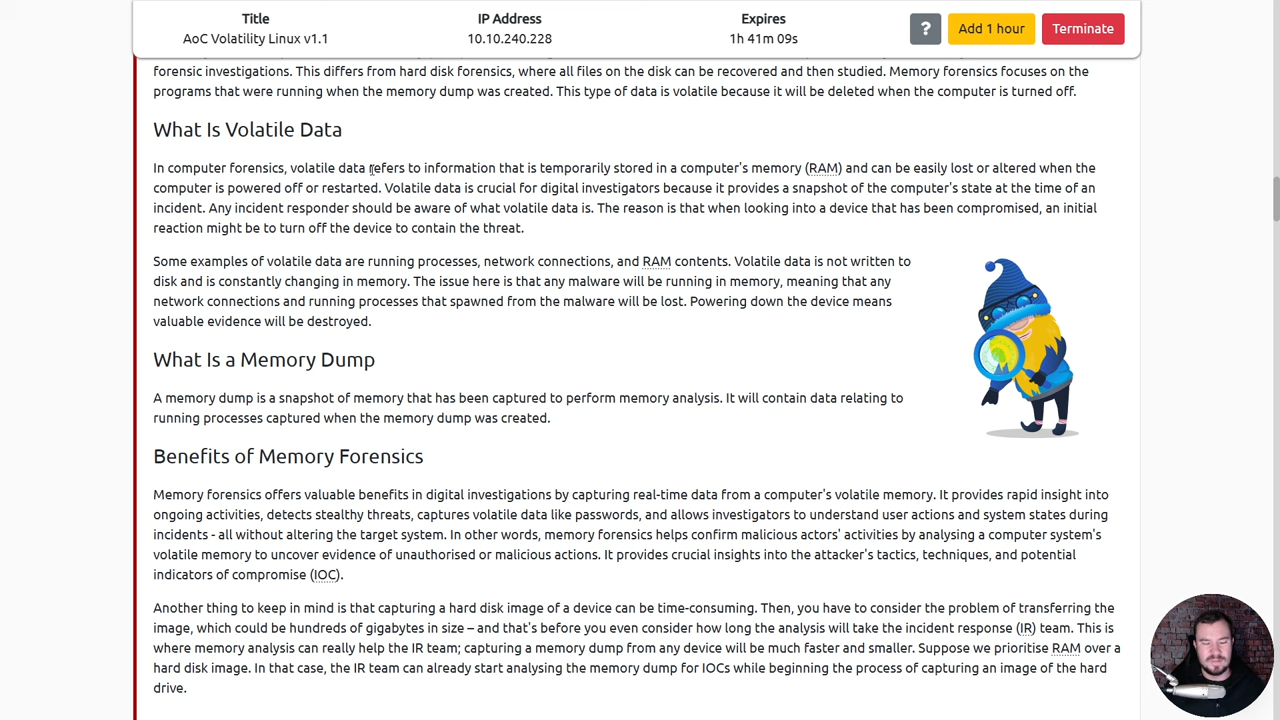 Title
AoC Volatility Linux v1.1
IP Address
10.10.240.228
Expires
1h 41m 09s
?
Add 1 hour
Terminate
forensic investigations. This differs from hard disk forensics, where all files on the disk can be recovered and then studied. Memory forensics focuses on the
programs that were running when the memory dump was created. This type of data is volatile because it will be deleted when the computer is turned off.
What Is Volatile Data
In computer forensics, volatile data refers to information that is temporarily stored in a computer's memory (RAM) and can be easily lost or altered when the
computer is powered off or restarted. Volatile data is crucial for digital investigators because it provides a snapshot of the computer's state at the time of an
incident. Any incident responder should be aware of what volatile data is. The reason is that when looking into a device that has been compromised, an initial
reaction might be to turn off the device to contain the threat.
Some examples of volatile data are running processes, network connections, and RAM contents. Volatile data is not written to
disk and is constantly changing in memory. The issue here is that any malware will be running in memory, meaning that any
network connections and running processes that spawned from the malware will be lost. Powering down the device means
valuable evidence will be destroyed.
What Is a Memory Dump
A memory dump is a snapshot of memory that has been captured to perform memory analysis. It will contain data relating to
running processes captured when the memory dump was created.
Benefits of Memory Forensics
Memory forensics offers valuable benefits in digital investigations by capturing real-time data from a computer's volatile memory. It provides rapid insight into
ongoing activities, detects stealthy threats, captures volatile data like passwords, and allows investigators to understand user actions and system states during
incidents - all without altering the target system. In other words, memory forensics helps confirm malicious actors' activities by analysing a computer system's
volatile memory to uncover evidence of unauthorised or malicious actions. It provides crucial insights into the attacker's tactics, techniques, and potential
indicators of compromise (IOC).
Another thing to keep in mind is that capturing a hard disk image of a device can be time-consuming. Then, you have to consider the problem of transferring the
image, which could be hundreds of gigabytes in size – and that's before you even consider how long the analysis will take the incident response (IR) team. This is
where memory analysis can really help the IR team; capturing a memory dump from any device will be much faster and smaller. Suppose we prioritise RAM over a
hard disk image. In that case, the IR team can already start analysing the memory dump for IOCs while beginning the process of capturing an image of the hard
drive.